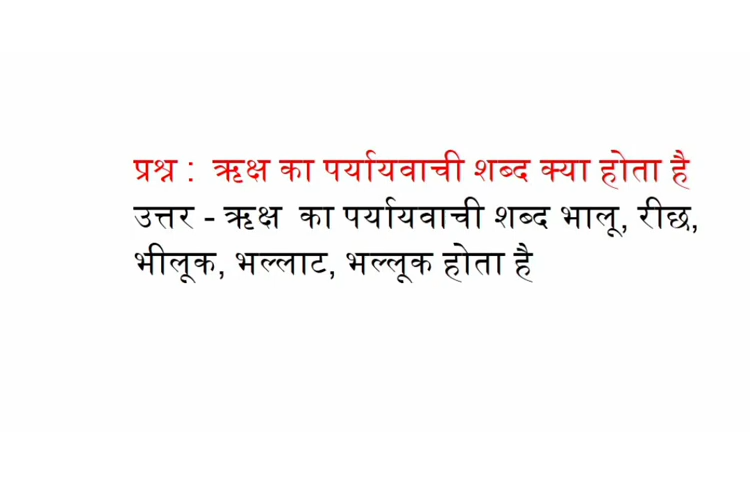 प्रश्न : ऋक्ष का पर्यायवाची शब्द क्या होता है
उत्तर - ऋक्ष का पर्यायवाची शब्द भालू, रीछ,
भीलूक, भल्लाट, भल्लूक होता है